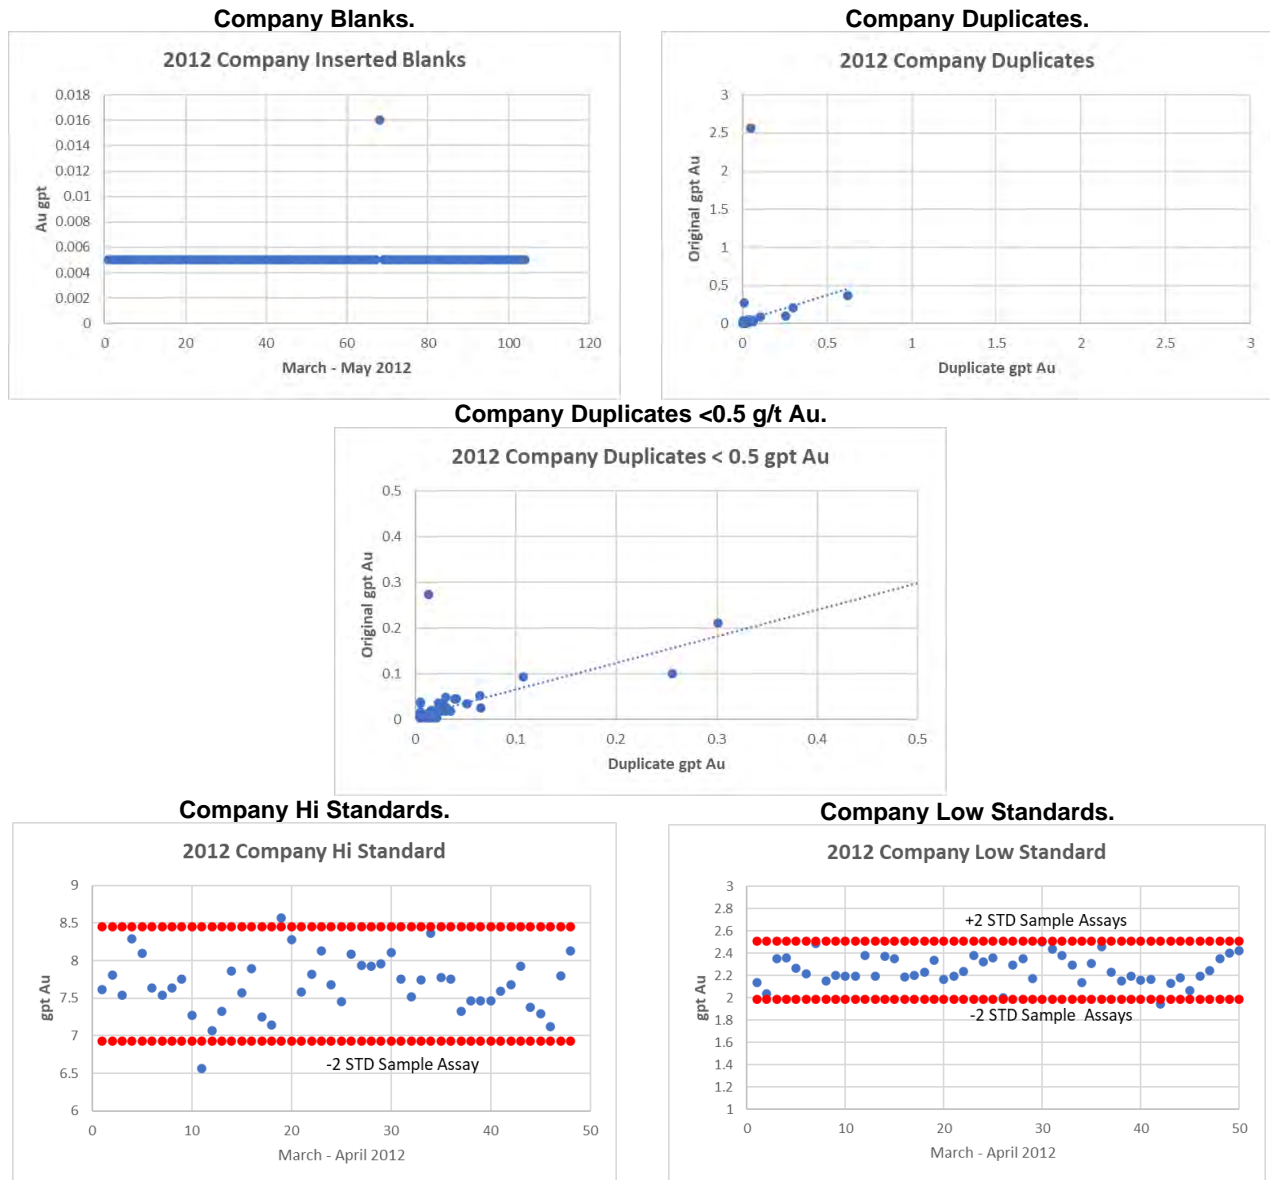 Company Blanks.
2012 Company Inserted Blanks
0.018
0.016
0.014
0.012
0.01
0.008
0.006
0.004
0.002
0
Au gpt
0 20 40 60 80 100 120
March - May 2012
Company Duplicates.
2012 Company Duplicates
3
2.5
2
1.5
1
0.5
0
Original gpt Au
0 0.5 1 1.5 2 2.5 3
Duplicate gpt Au
Company Duplicates <0.5 g/t Au.
2012 Company Duplicates < 0.5 gpt Au
0.5
0.4
0.3
0.2
0.1
0
Original gpt Au
0 0.1 0.2 0.3 0.4 0.5
Duplicate gpt Au
Company Hi Standards.
2012 Company Hi Standard
9
8.5
8
7.5
7
6.5
6
gpt Au
-2 STD Sample Assay
0 10 20 30 40 50
March - April 2012
Company Low Standards.
2012 Company Low Standard
3
2.8
2.6
2.4
2.2
2
1.8
1.6
1.4
1.2
1
gpt Au
+2 STD Sample Assays
-2 STD Sample Assays
0 10 20 30 40 50
March - April 2012